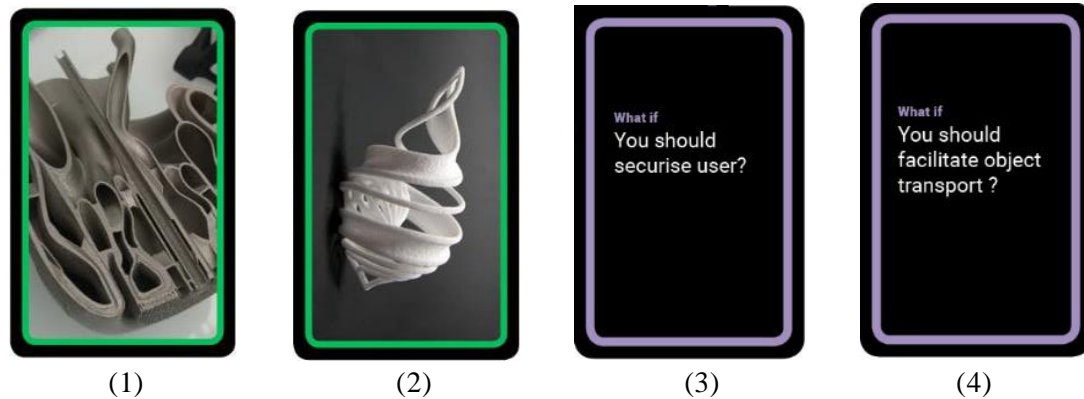 What if
You should
securise user?
What if
You should
facilitate object
transport ?
(1)
(2)
(3)
(4)